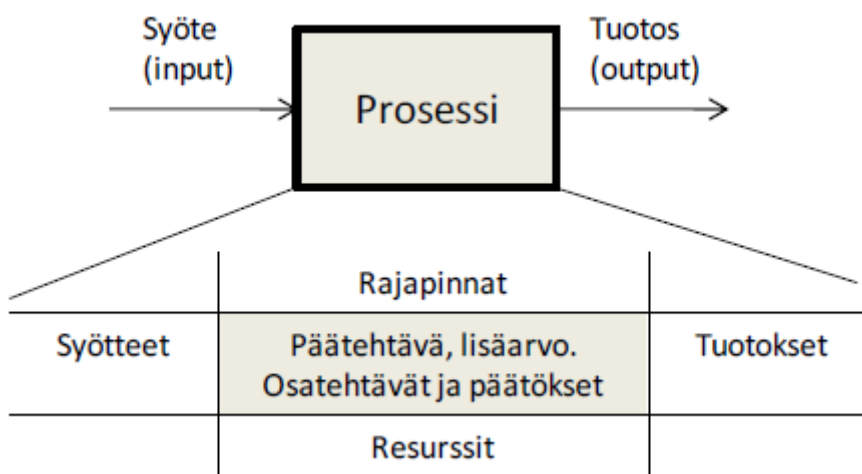 Syöte
(input)
Tuotos
(output)
Prosessi
Rajapinnat
Syötteet
Päätehtävä, lisäarvo.
Osatehtävät ja päätökset
Tuotokset
Resurssit